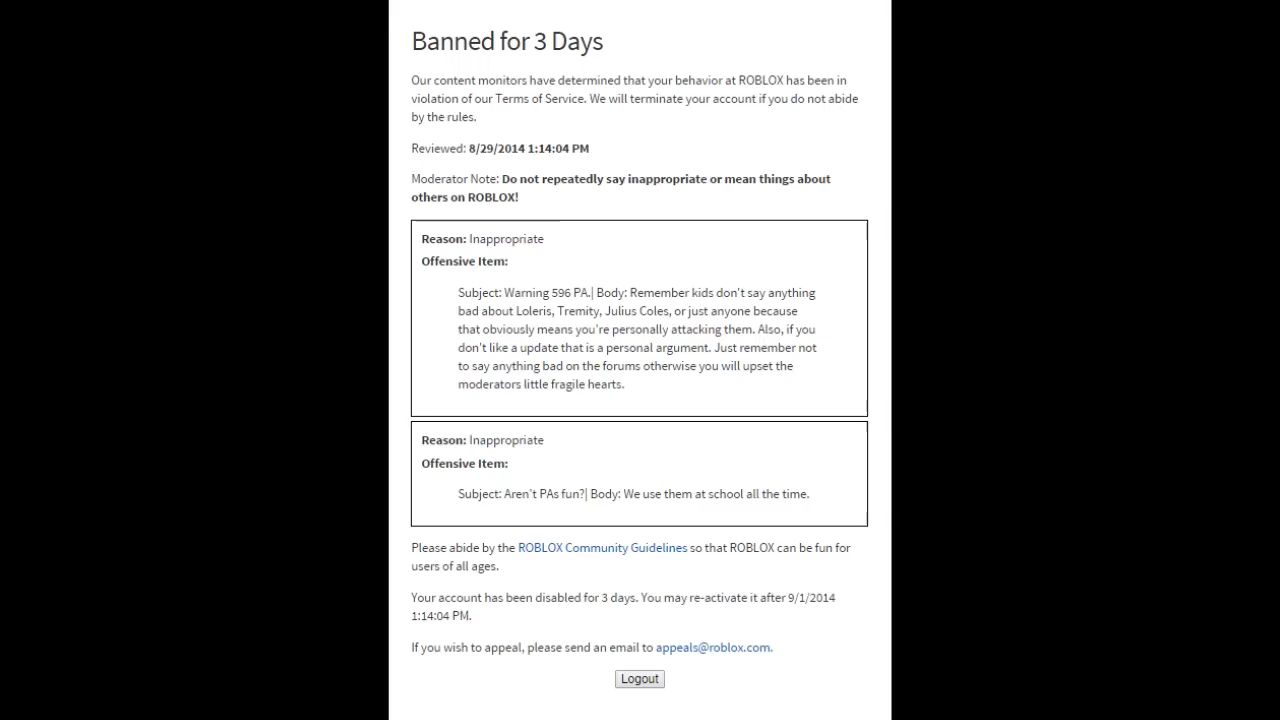 Banned for 3 Days
Our content monitors have determined that your behavior at ROBLOX has been in
violation of our Terms of Service. We will terminate your account if you do not abide
by the rules.
Reviewed: 8/29/2014 1:14:04 PM
Moderator Note: Do not repeatedly say inappropriate or mean things about
others on ROBLOX!
Reason: Inappropriate
Offensive Item:
Subject: Warning 596 PA.| Body: Remember kids don't say anything
bad about Loleris, Tremity, Julius Coles, or just anyone because
that obviously means you're personally attacking them. Also, if you
don't like a update that is a personal argument. Just remember not
to say anything bad on the forums otherwise you will upset the
moderators little fragile hearts.
Reason: Inappropriate
Offensive Item:
Subject: Aren't PAs fun?| Body: We use them at school all the time.
Please abide by the ROBLOX Community Guidelines so that ROBLOX can be fun for
users of all ages.
Your account has been disabled for 3 days. You may re-activate it after 9/1/2014
1:14:04 PM.
If you wish to appeal, please send an email to appeals@roblox.com.
Logout